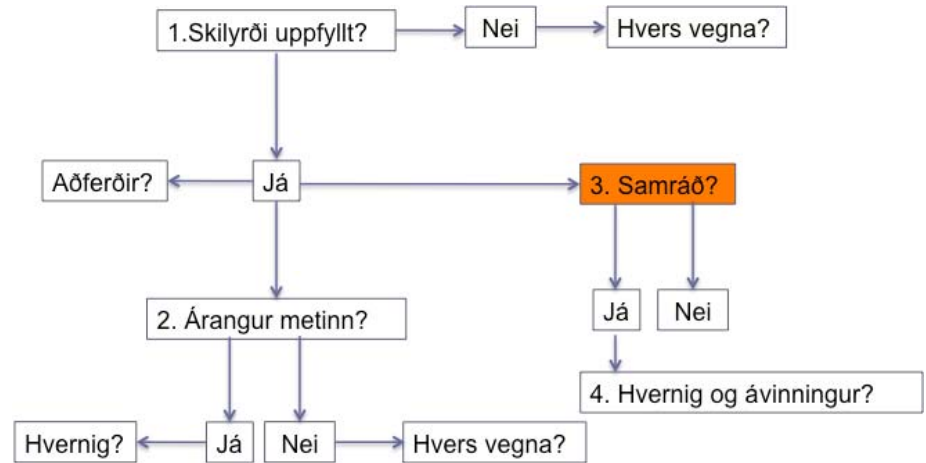 1.Skilyrði uppfyllt?
Nei
Hvers vegna?
Aðferðir?
Já
3. Samráð?
2. Árangur metinn?
Já
Nei
4. Hvernig og ávinningur?
Hvernig?
Já
Nei
Hvers vegna?